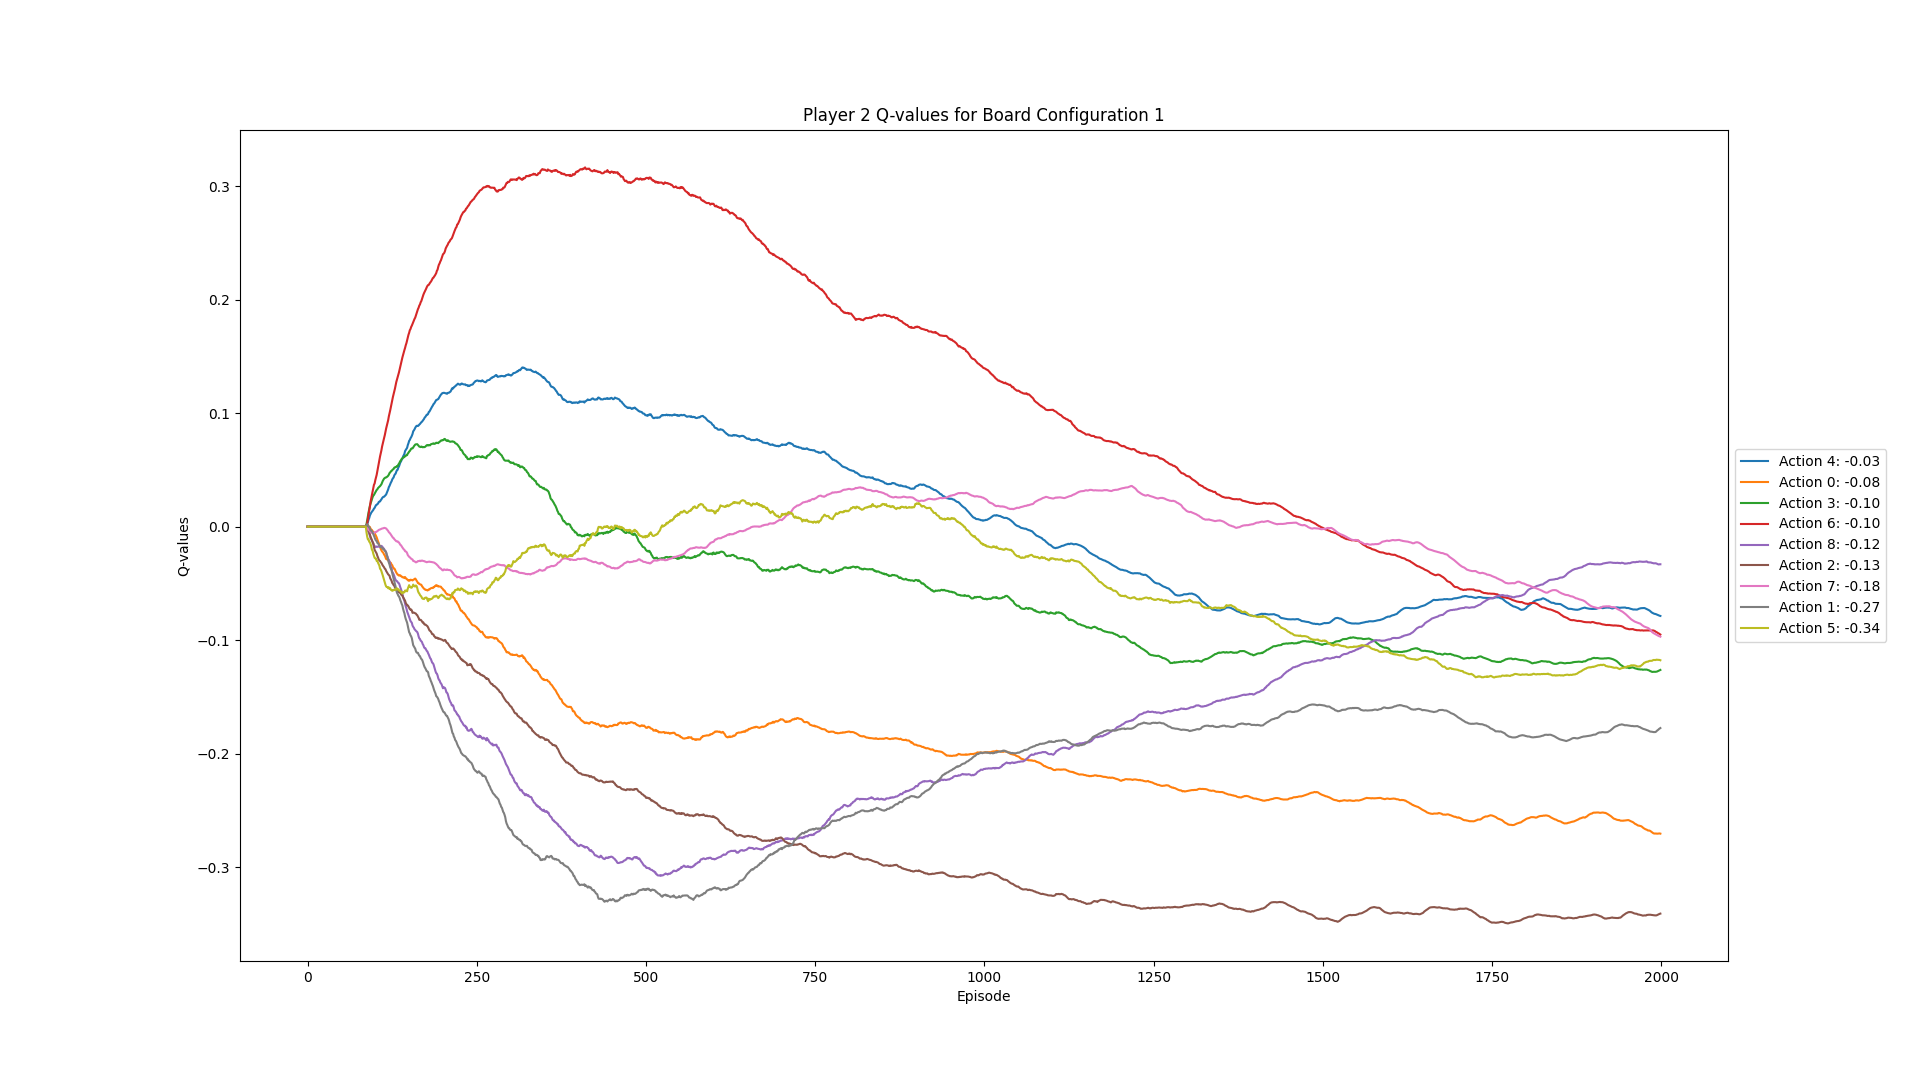 Player 2 Q-values for Board Configuration 1
0.3
0.2
0.1
0.0
−0.1
−0.2
−0.3
Q-values
0 250 500 750 1000 1250 1500 1750 2000
Episode
Action 4: -0.03
Action 0: -0.08
Action 3: -0.10
Action 6: -0.10
Action 8: -0.12
Action 2: -0.13
Action 7: -0.18
Action 1: -0.27
Action 5: -0.34